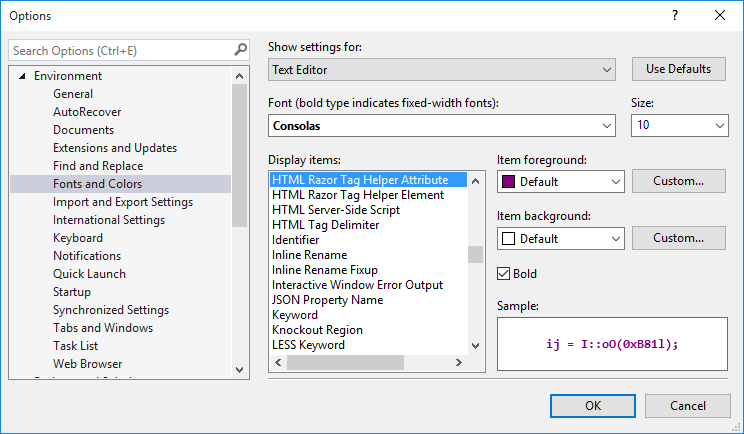 Options
Search Options (Ctrl+E)
Environment
General
AutoRecover
Documents
Extensions and Updates
Find and Replace
Fonts and Colors
Import and Export Settings
International Settings
Keyboard
Notifications
Quick Launch
Startup
Synchronized Settings
Tabs and Windows
Task List
Web Browser
Show settings for:
Text Editor
Use Defaults
Font (bold type indicates fixed-width fonts):
Size:
Consolas
10
Display items:
HTML Razor Tag Helper Attribute
HTML Razor Tag Helper Element
HTML Server-Side Script
HTML Tag Delimiter
Identifier
Inline Rename
Inline Rename Fixup
Interactive Window Error Output
JSON Property Name
Keyword
Knockout Region
LESS Keyword
Item foreground:
Default
Custom...
Item background:
Default
Custom...
Bold
Sample:
ij = I::oO(0xB81l);
OK
Cancel